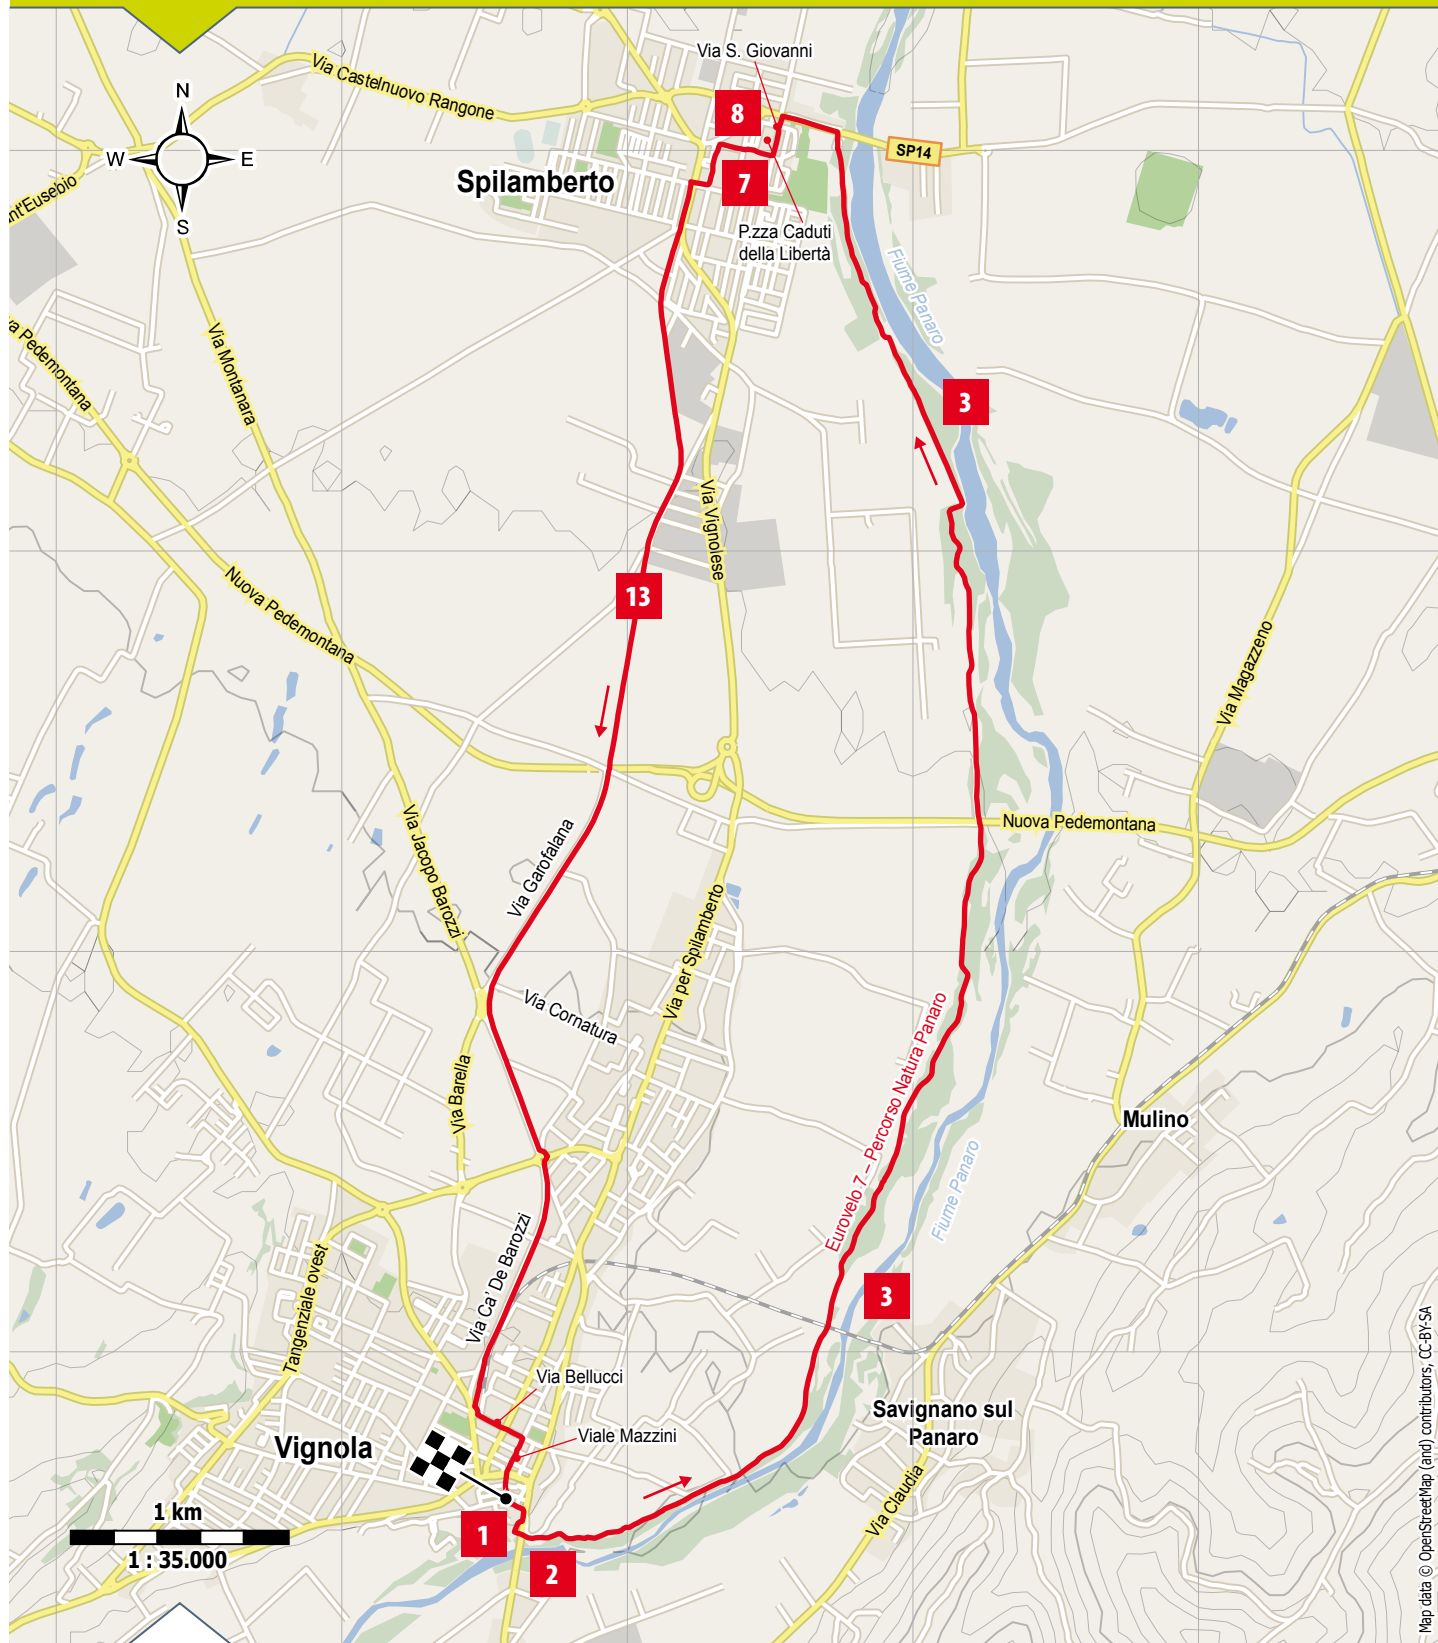 Via S. Giovanni
Via Castelnuovo Rangone
N
W
E
S
8
SP14
7
Spilamberto
nt'Eusebio
P.zza Caduti
della Libertà
Fiume Panaro
a Pedemontana
Via Montanara
3
Via Vignolese
Nuova Pedemontana
13
Via Magazzeno
Nuova Pedemontana
Via Jacopo Barozzi
Via Garofalana
Via per Spilamberto
Via Cornatura
Eurovelo 7 – Percorso Natura Panaro
Via Barella
Mulino
Fiume Panaro
Via Ca' De Barozzi
Tangenziale ovest
3
Via Bellucci
Viale Mazzini
Savignano sul
Panaro
Vignola
Via Claudia
1 km
1 : 35.000
1
2
Map data © OpenStreetMap (and) contributors, CC-BY-SA